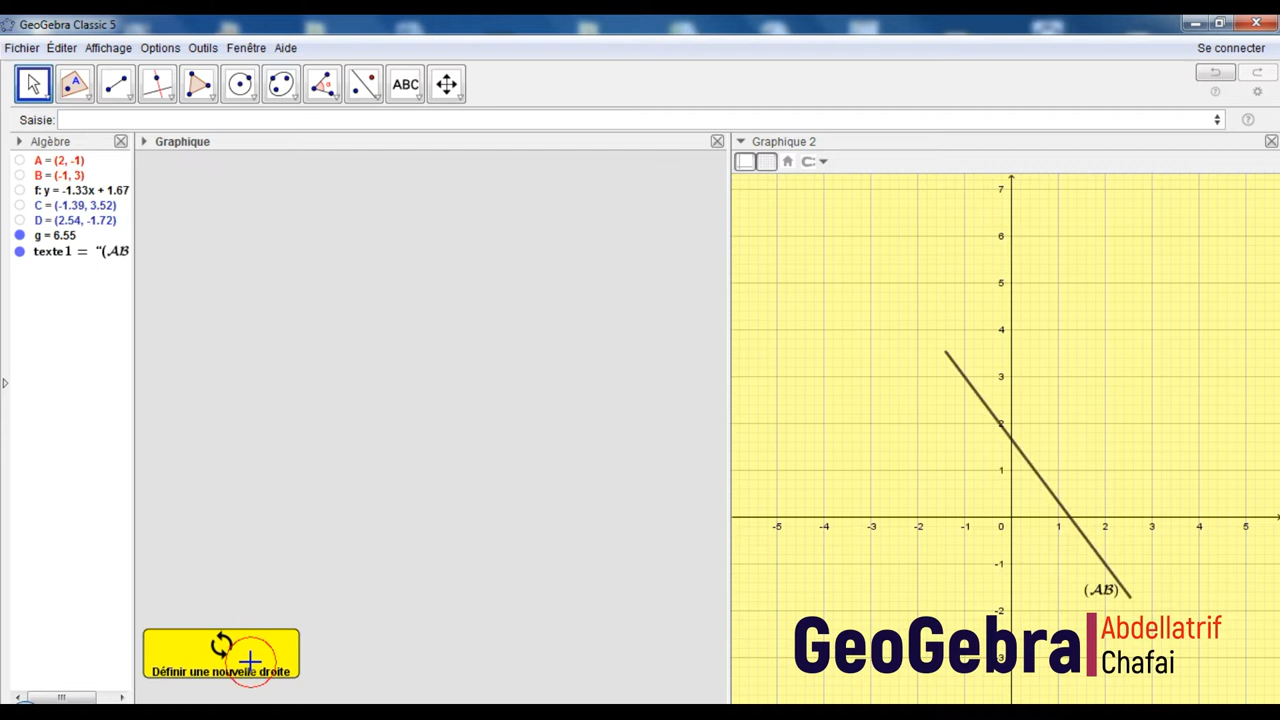 GeoGebra Classic 5
Fichier Éditer Affichage Options Outils Fenêtre Aide Se connecter
A α ABC
Saisie:
Algèbre Graphique Graphique 2
A = (2, -1)
B = (-1, 3)
f: y = -1.33x + 1.67
C = (-1.39, 3.52)
D = (2.54, -1.72)
g = 6.55
texte1 = “(AB
7
6
5
4
3
2
1
-5 -4 -3 -2 -1 0 1 2 3 4 5
-1
(AB)
-2
-3
Définir une nouvelle droite
GeoGebra
Abdellatrif
Chafai